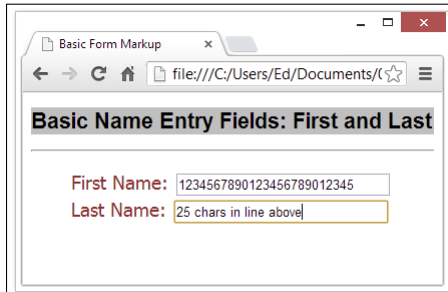 Basic Form Markup
file:///C:/Users/Ed/Documents/(
Basic Name Entry Fields: First and Last
First Name: 1234567890123456789012345
Last Name: 25 chars in line above